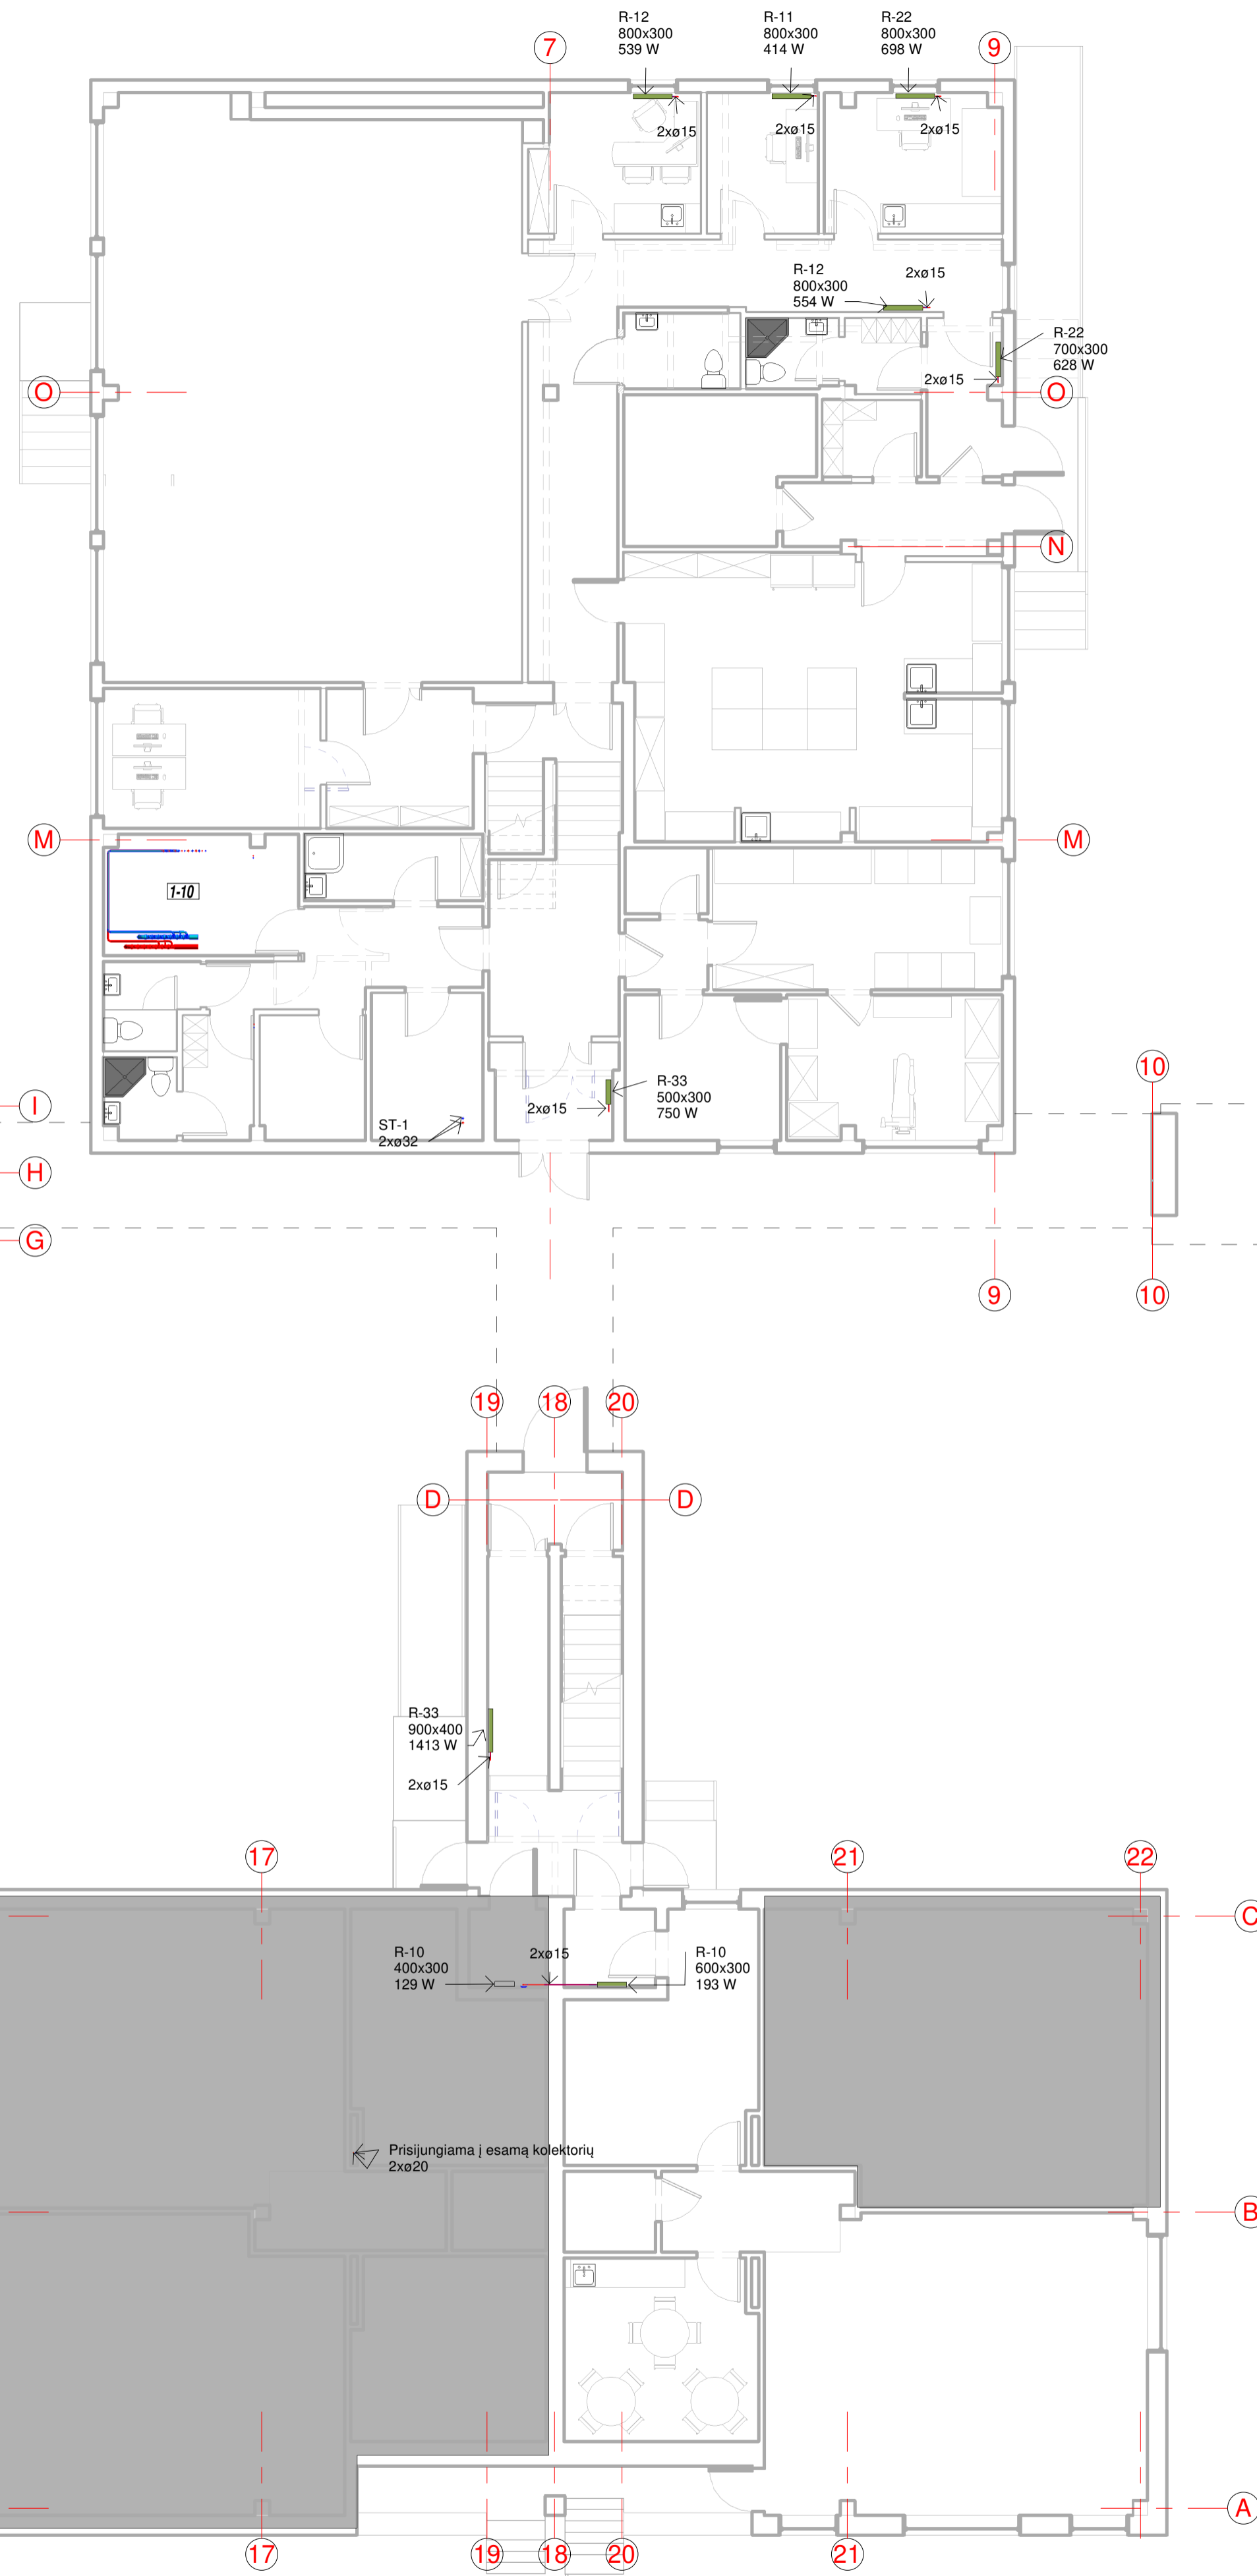 R-12
800x300
539 W
R-11
800x300
414 W
R-22
800x300
698 W
7
9
2xø15
2xø15
2xø15
R-12
800x300
554 W
2xø15
R-22
700x300
628 W
2xø15
O
O
N
M
M
1-10
I
H
G
ST-1
2xø32
2xø15
R-33
500x300
750 W
10
9
10
19
18
20
D
D
R-33
900x400
1413 W
2xø15
17
21
22
C
R-10
400x300
129 W
2xø15
R-10
600x300
193 W
Prisijungiama į esamą kolektorių
2xø20
B
A
17
19
18
20
21